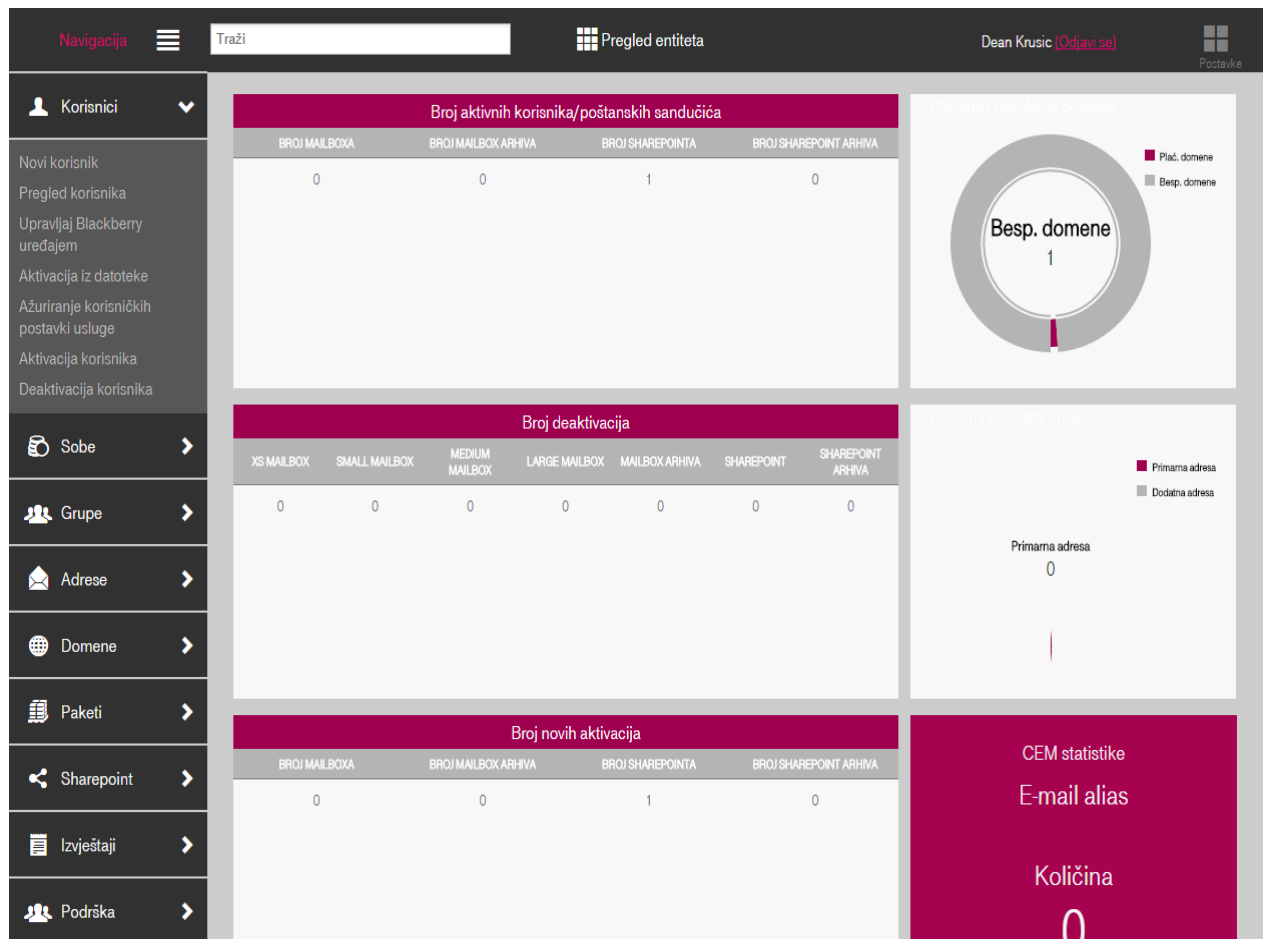 Navigacija
Traži
Pregled entiteta
Dean Krusic (Odjavi se)
Postavke
Korisnici
Novi korisnik
Pregled korisnika
Upravljaj Blackberry
uređajem
Aktivacija iz datoteke
Ažuriranje korisničkih
postavki usluge
Aktivacija korisnika
Deaktivacija korisnika
Sobe
Grupe
Adrese
Domene
Paketi
Sharepoint
Izvještaji
Podrška
Broj aktivnih korisnika/poštanskih sandučića
BROJ MAILBOXA BROJ MAILBOX ARHIVA BROJ SHAREPOINTA BROJ SHAREPOINT ARHIVA
0 0 1 0
Plaćene i besplatne domene
Plać. domene
Besp. domene
Besp. domene
1
Broj deaktivacija
XS MAILBOX SMALL MAILBOX MEDIUM MAILBOX LARGE MAILBOX MAILBOX ARHIVA SHAREPOINT SHAREPOINT ARHIVA
0 0 0 0 0 0 0
Primarni i dodatni email
Primarna adresa
Dodatna adresa
Primarna adresa
0
Broj novih aktivacija
BROJ MAILBOXA BROJ MAILBOX ARHIVA BROJ SHAREPOINTA BROJ SHAREPOINT ARHIVA
0 0 1 0
CEM statistike
E-mail alias
Količina
0